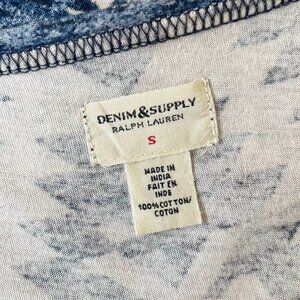 DENIM&SUPPLY
RALPH LAUREN
S
MADE IN
INDIA
FAIT EN
INDE
100%COTTON/
COTON